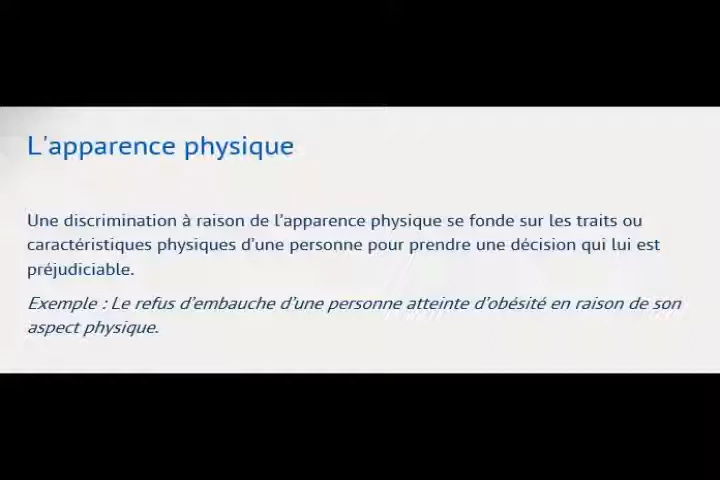 L'apparence physique
Une discrimination à raison de l'apparence physique se fonde sur les traits ou
caractéristiques physiques d'une personne pour prendre une décision qui lui est
préjudiciable.
Exemple : Le refus d'embauche d'une personne atteinte d'obésité en raison de son
aspect physique.